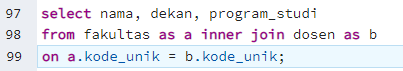 97 select nama, dekan, program_studi
98 from fakultas as a inner join dosen as b
99 on a.kode_unik = b.kode_unik;